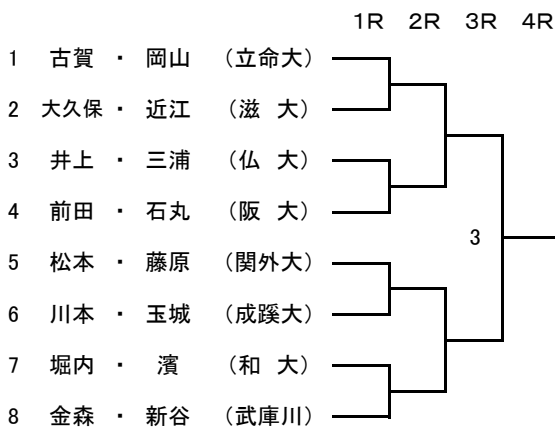 1R 2R 3R 4R
1 古賀 ・ 岡山 (立命大)
2 大久保 ・ 近江 (滋 大)
3 井上 ・ 三浦 (仏 大)
4 前田 ・ 石丸 (阪 大)
3
5 松本 ・ 藤原 (関外大)
6 川本 ・ 玉城 (成蹊大)
7 堀内 ・ 濱 (和 大)
8 金森 ・ 新谷 (武庫川)